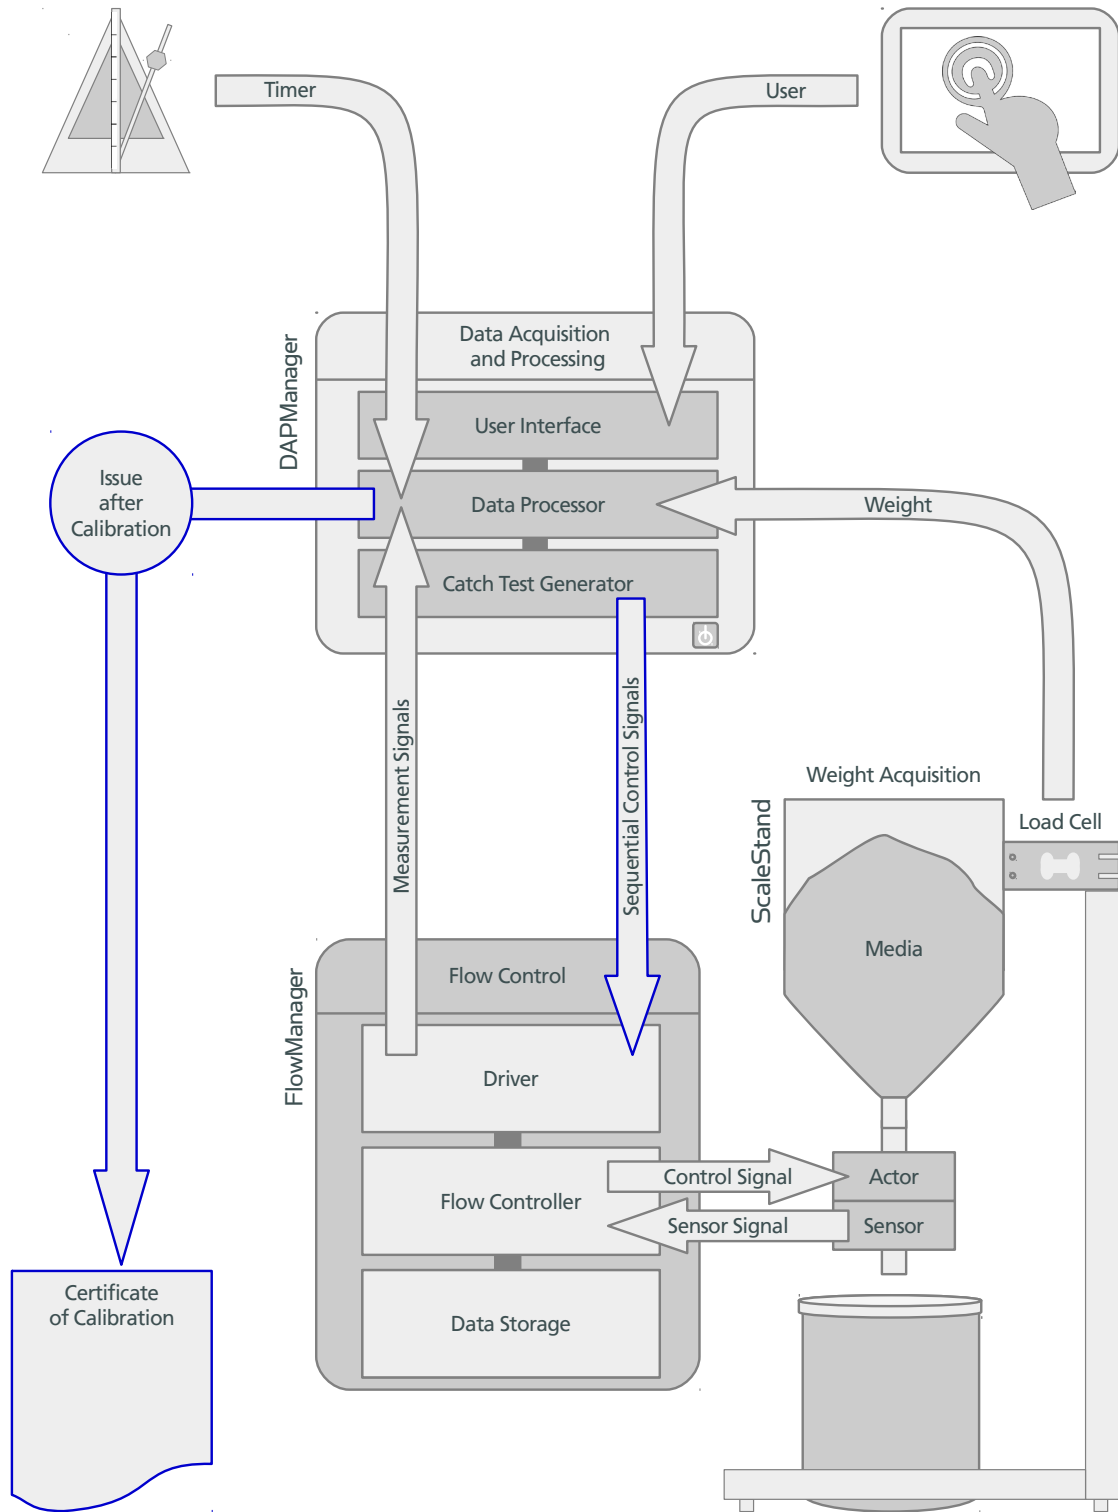 Timer
User
DAPManager
Data Acquisition
and Processing
User Interface
Data Processor
Catch Test Generator
Issue
after
Calibration
Weight
Measurement Signals
Sequential Control Signals
Weight Acquisition
ScaleStand
Load Cell
Media
FlowManager
Flow Control
Driver
Flow Controller
Data Storage
Control Signal
Sensor Signal
Actor
Sensor
Certificate
of Calibration